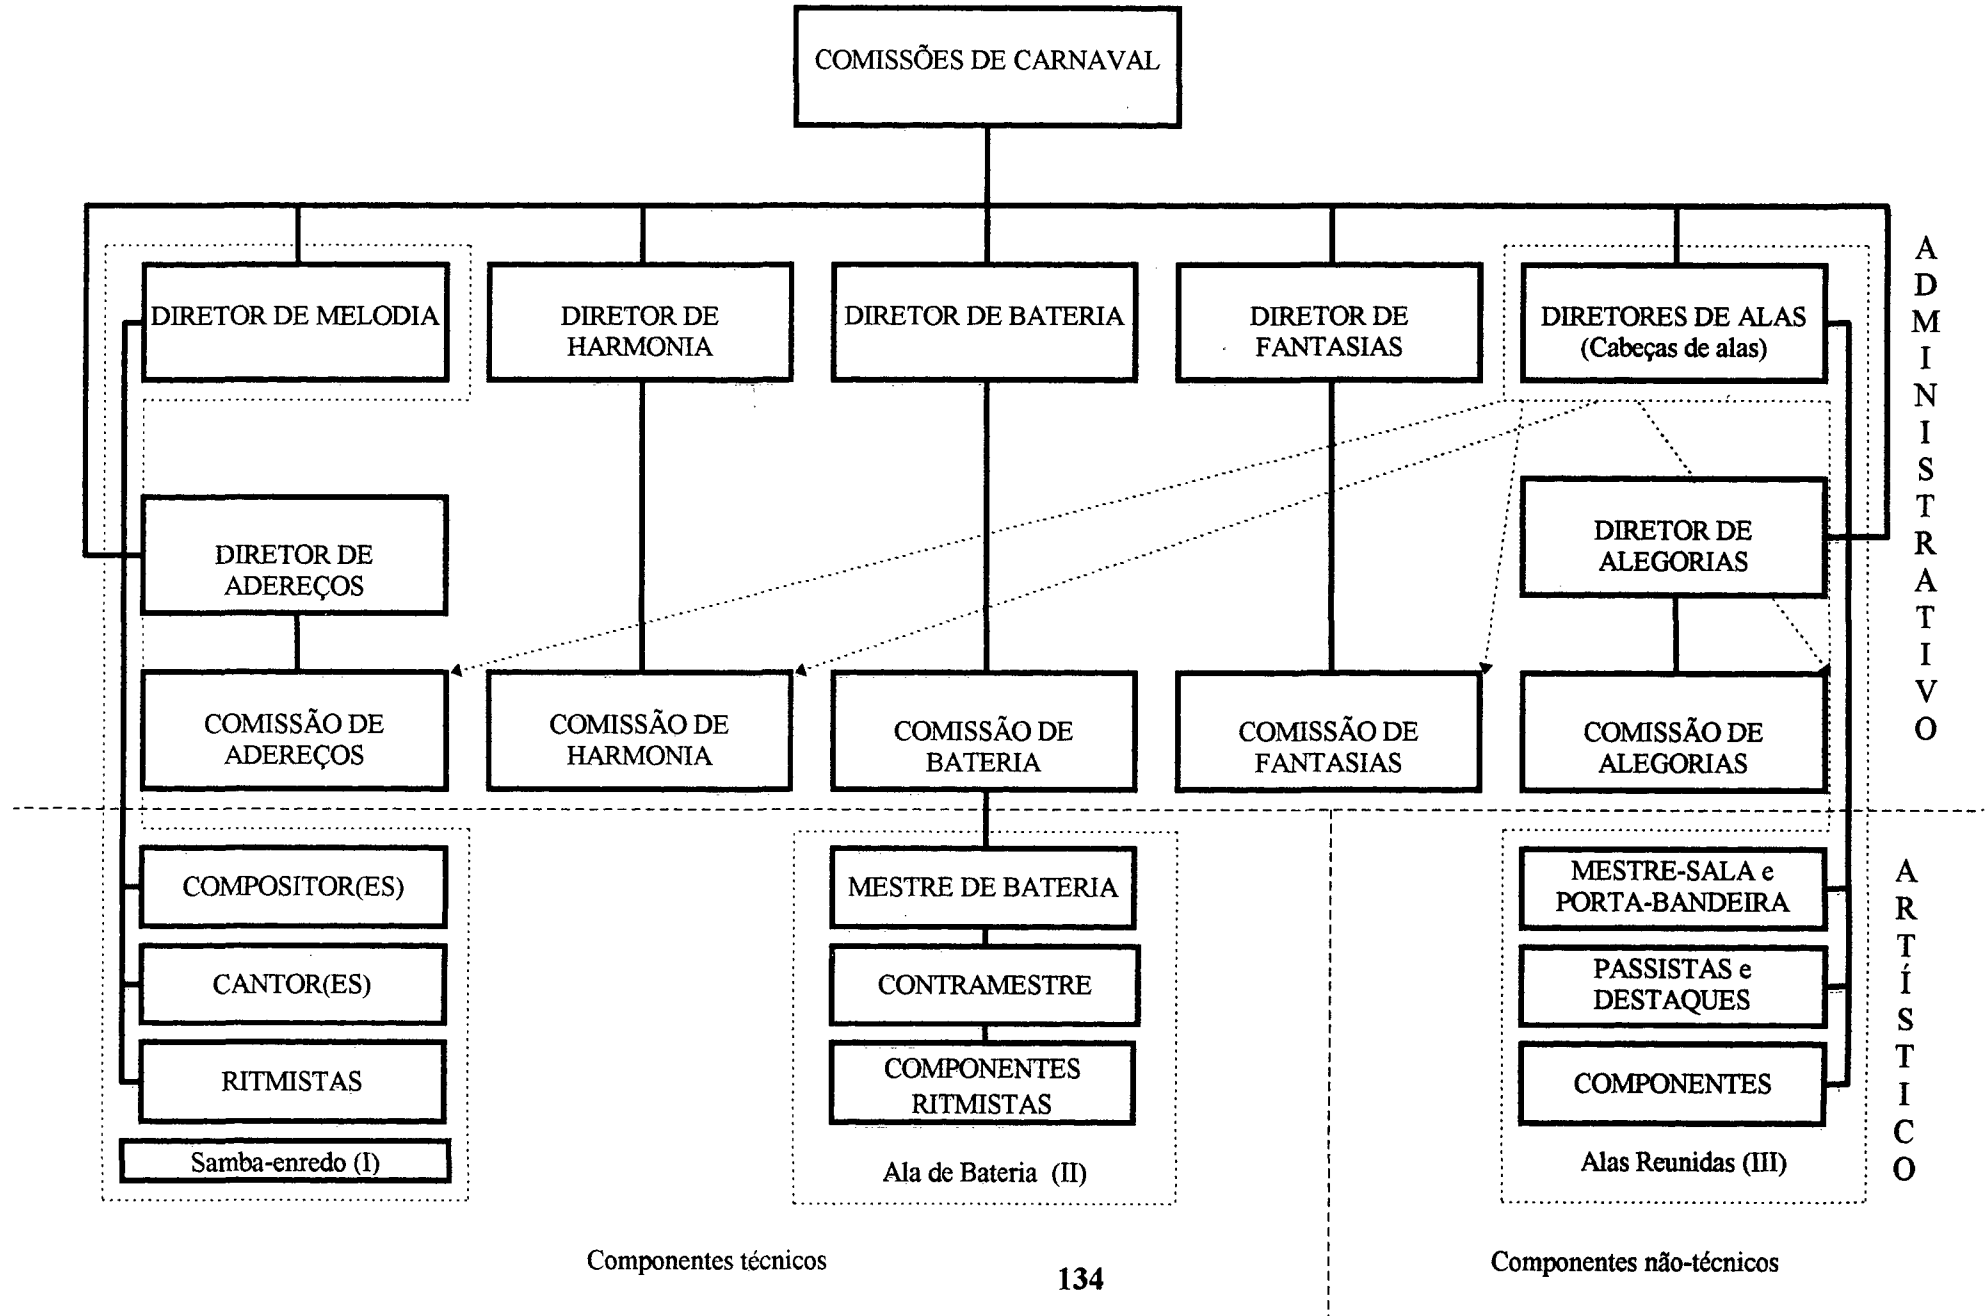 COMISSÕES DE CARNAVAL
DIRETOR DE MELODIA
DIRETOR DE
HARMONIA
DIRETOR DE BATERIA
DIRETOR DE
FANTASIAS
DIRETORES DE ALAS
(Cabeças de alas)
DIRETOR DE
ADEREÇOS
DIRETOR DE
ALEGORIAS
COMISSÃO DE
ADEREÇOS
COMISSÃO DE
HARMONIA
COMISSÃO DE
BATERIA
COMISSÃO DE
FANTASIAS
COMISSÃO DE
ALEGORIAS
ADMINISTRATIVO
COMPOSITOR(ES)
CANTOR(ES)
RITMISTAS
Samba-enredo (I)
MESTRE DE BATERIA
CONTRAMESTRE
COMPONENTES
RITMISTAS
Ala de Bateria (II)
MESTRE-SALA e
PORTA-BANDEIRA
PASSISTAS e
DESTAQUES
COMPONENTES
Alas Reunidas (III)
ARTÍSTICO
Componentes técnicos
134
Componentes não-técnicos